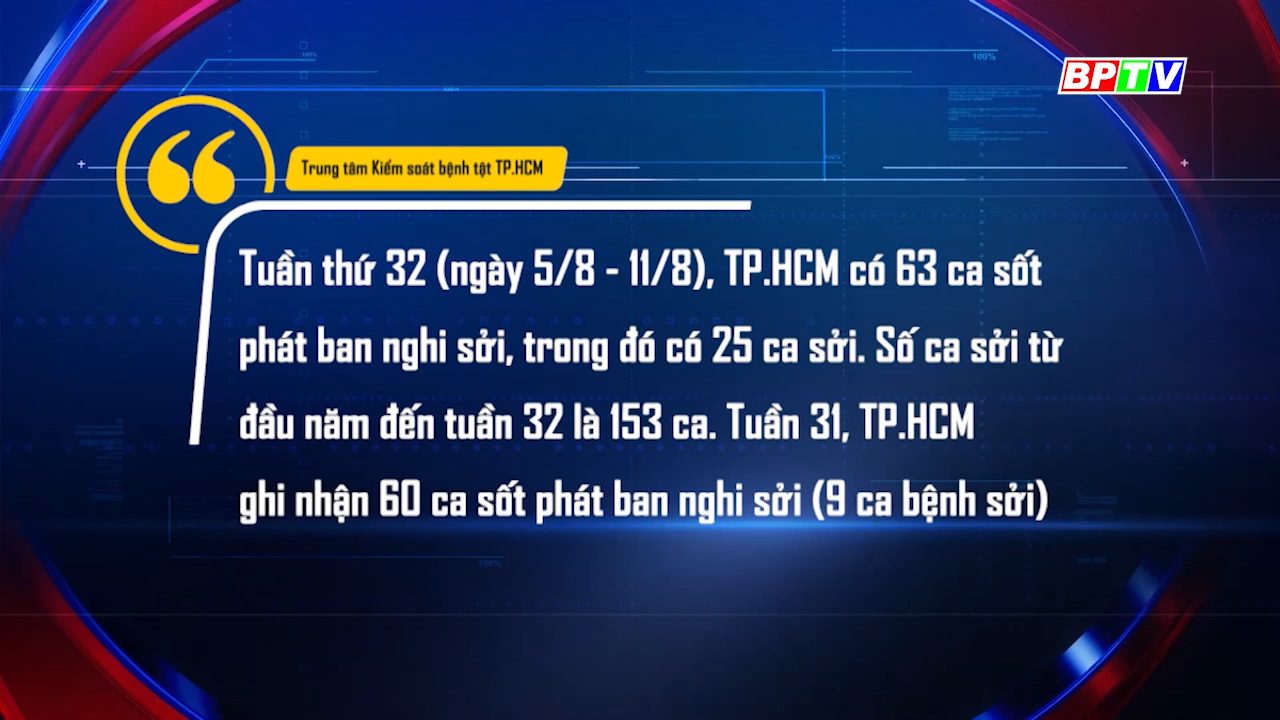 BPTV
Trung tâm Kiểm soát bệnh tật TP.HCM
Tuần thứ 32 (ngày 5/8 - 11/8), TP.HCM có 63 ca sốt
phát ban nghi sởi, trong đó có 25 ca sởi. Số ca sởi từ
đầu năm đến tuần 32 là 153 ca. Tuần 31, TP.HCM
ghi nhận 60 ca sốt phát ban nghi sởi (9 ca bệnh sởi)